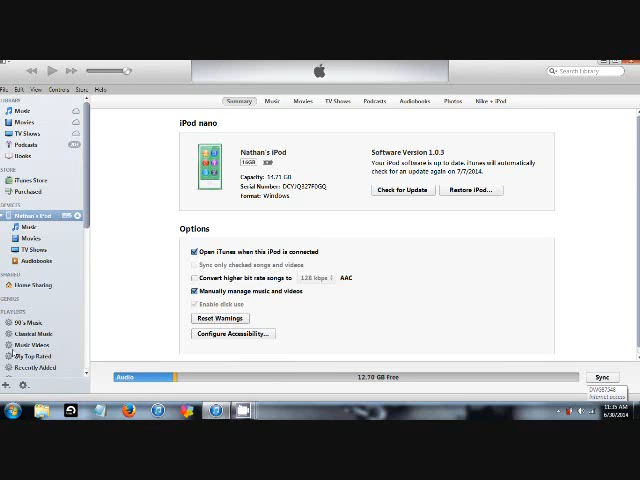 Search Library
File Edit View Controls Store Help
Summary Music Movies TV Shows Podcasts Audiobooks Photos Nike + iPod
LIBRARY
Music
Movies
TV Shows
Podcasts
Books
STORE
iTunes Store
Purchased
DEVICES
Nathan's iPod
Music
Movies
TV Shows
Audiobooks
SHARED
Home Sharing
GENIUS
PLAYLISTS
90's Music
Classical Music
Music Videos
My Top Rated
Recently Added
iPod nano
Nathan's iPod
16GB
Capacity: 14.71 GB
Serial Number: DCYJQ327F0GQ
Format: Windows
Software Version 1.0.3
Your iPod software is up to date. iTunes will automatically
check for an update again on 7/7/2014.
Check for Update Restore iPod...
Options
Open iTunes when this iPod is connected
Sync only checked songs and videos
Convert higher bit rate songs to 128 kbps AAC
Manually manage music and videos
Enable disk use
Reset Warnings
Configure Accessibility...
Audio 12.70 GB Free Sync
Internet access
11:35 AM
6/30/2014